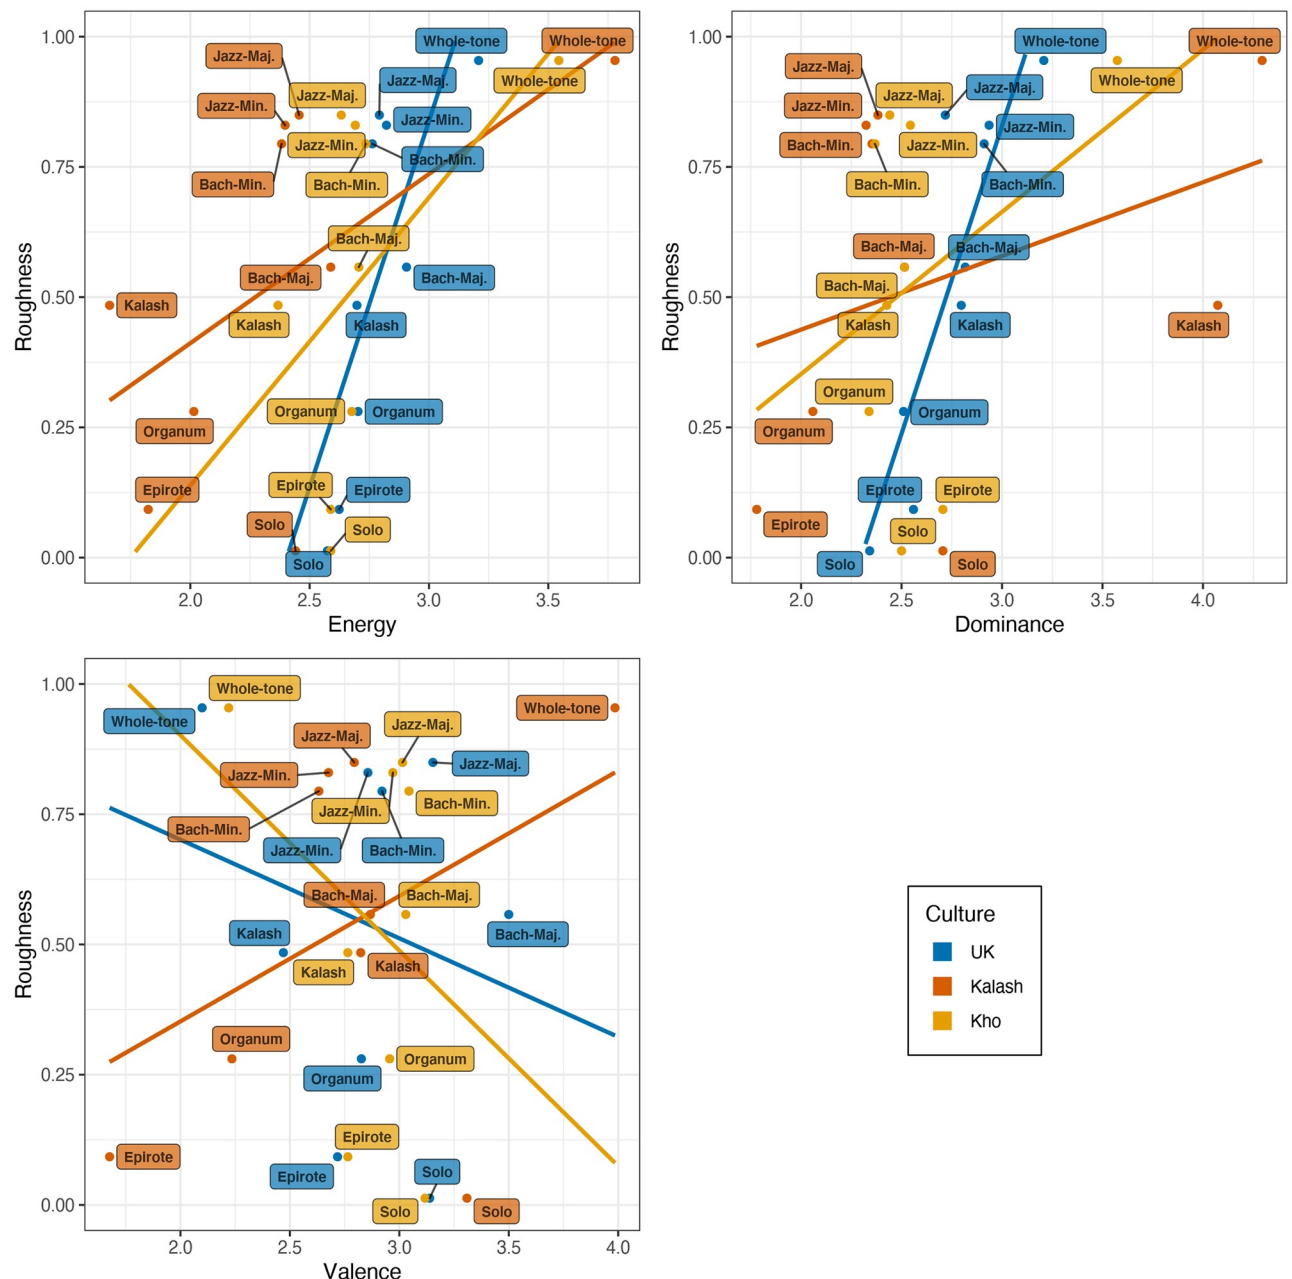 1.00
0.75
0.50
0.25
0.00
Roughness
Whole-tone
Whole-tone
Whole-tone
Jazz-Maj.
Jazz-Maj.
Jazz-Maj.
Jazz-Min.
Jazz-Min.
Jazz-Min.
Bach-Min.
Bach-Min.
Bach-Min.
Bach-Maj.
Bach-Maj.
Bach-Maj.
Kalash
Kalash
Kalash
Organum
Organum
Organum
Epirote
Epirote
Epirote
Solo
Solo
Solo
2.0 2.5 3.0 3.5
Energy
1.00
0.75
0.50
0.25
0.00
Roughness
Whole-tone
Whole-tone
Whole-tone
Jazz-Maj.
Jazz-Maj.
Jazz-Maj.
Jazz-Min.
Jazz-Min.
Jazz-Min.
Bach-Min.
Bach-Min.
Bach-Min.
Bach-Maj.
Bach-Maj.
Bach-Maj.
Kalash
Kalash
Kalash
Organum
Organum
Organum
Epirote
Epirote
Epirote
Solo
Solo
Solo
2.0 2.5 3.0 3.5 4.0
Dominance
1.00
0.75
0.50
0.25
0.00
Roughness
Whole-tone
Whole-tone
Whole-tone
Jazz-Maj.
Jazz-Maj.
Jazz-Maj.
Jazz-Min.
Jazz-Min.
Jazz-Min.
Bach-Min.
Bach-Min.
Bach-Min.
Bach-Maj.
Bach-Maj.
Bach-Maj.
Kalash
Kalash
Kalash
Organum
Organum
Organum
Epirote
Epirote
Epirote
Solo
Solo
Solo
2.0 2.5 3.0 3.5 4.0
Valence
Culture
UK
Kalash
Kho